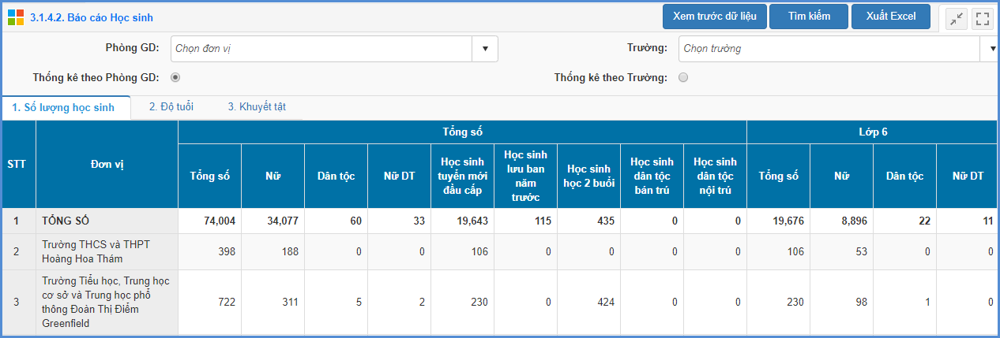 3.1.4.2. Báo cáo Học sinh
Xem trước dữ liệu
Tìm kiếm
Xuất Excel
Phòng GD:
Chọn đơn vị
Trường:
Chọn trường
Thống kê theo Phòng GD:
Thống kê theo Trường:
1. Số lượng học sinh
2. Độ tuổi
3. Khuyết tật
STT
Đơn vị
Tổng số
Lớp 6
Tổng số
Nữ
Dân tộc
Nữ DT
Học sinh
tuyển mới
đầu cấp
Học sinh
lưu ban
năm
trước
Học sinh
học 2 buổi
Học sinh
dân tộc
bán trú
Học sinh
dân tộc
nội trú
Tổng số
Nữ
Dân tộc
Nữ DT
1 TỔNG SỐ 74,004 34,077 60 33 19,643 115 435 0 0 19,676 8,896 22 11
2
Trường THCS và THPT
Hoàng Hoa Thám
398 188 0 0 106 0 0 0 0 106 53 0 0
3
Trường Tiểu học, Trung học
cơ sở và Trung học phổ
thông Đoàn Thị Điểm
Greenfield
722 311 5 2 230 0 424 0 0 230 98 1 0